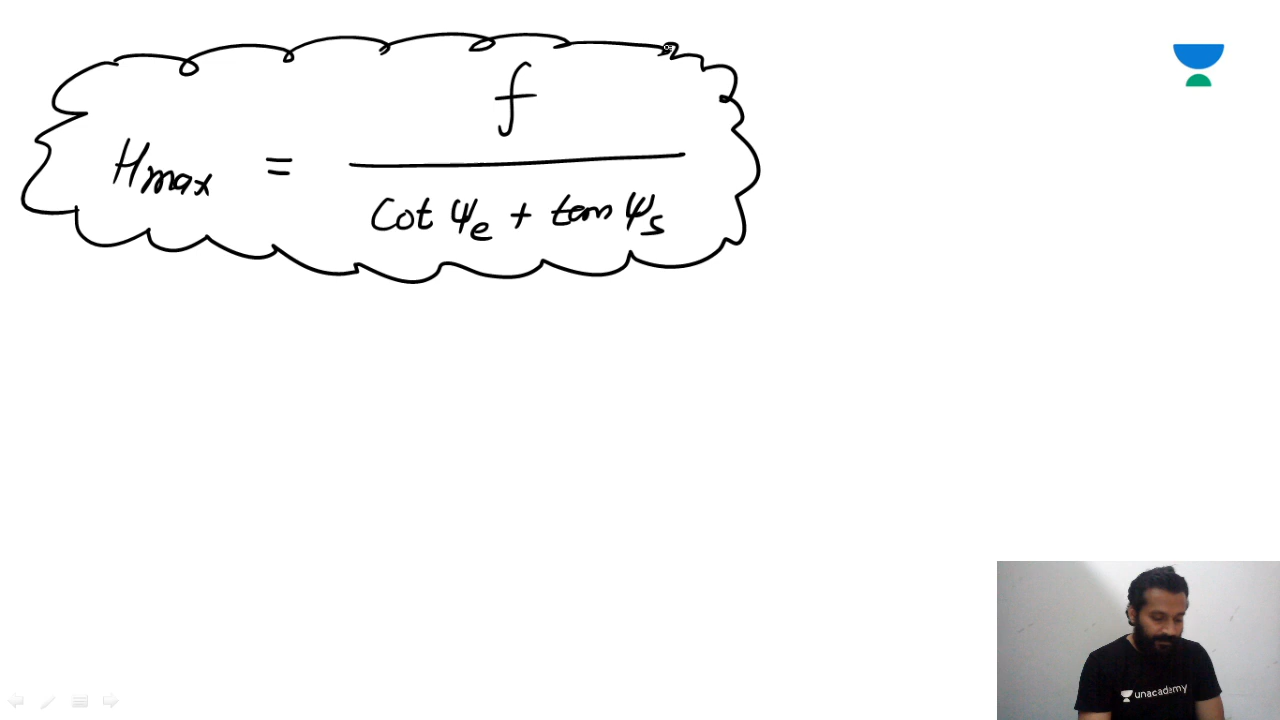 f
Hmax = ―――
cot ψe + tan ψs
unacademy